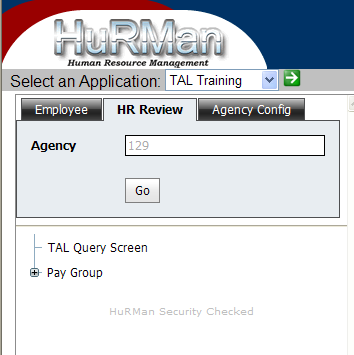 HuRMan
Human Resource Management
Select an Application: TAL Training
Employee HR Review Agency Config
Agency 129
Go
TAL Query Screen
Pay Group
HuRMan Security Checked